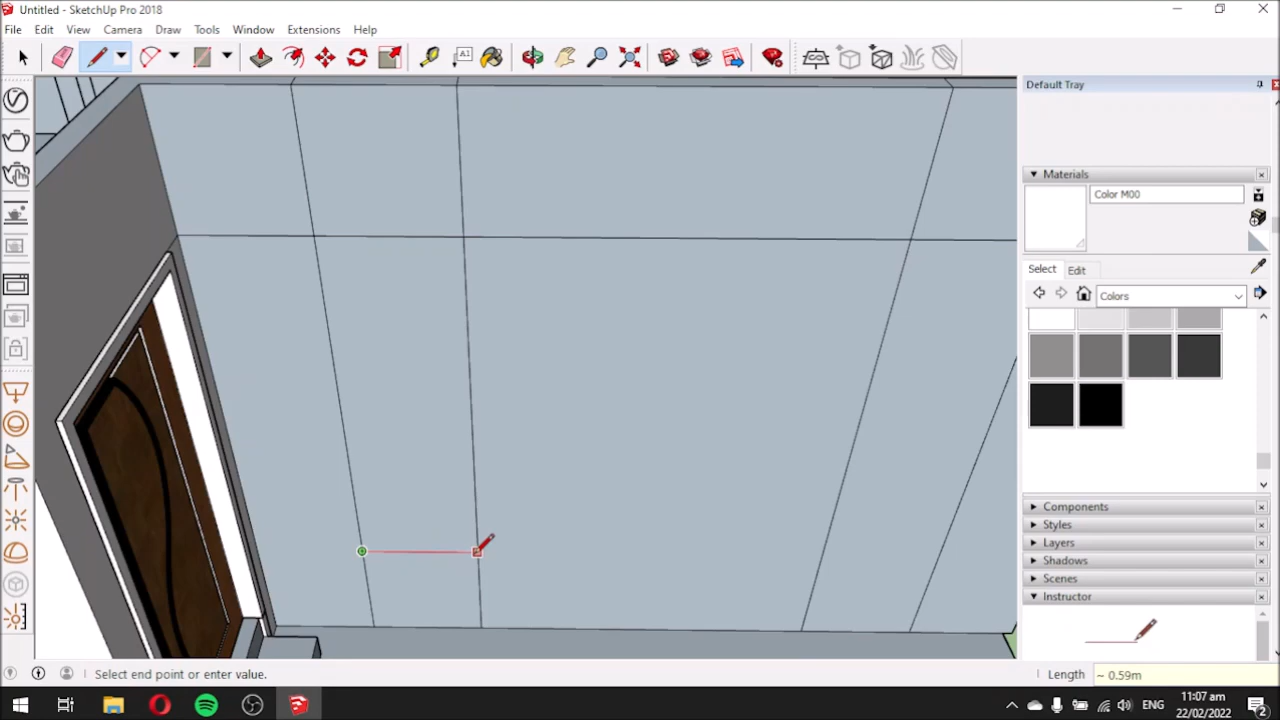 Untitled - SketchUp Pro 2018
File Edit View Camera Draw Tools Window Extensions Help
A1
Default Tray
Materials
Color M00
Select Edit
Colors
Components
Styles
Layers
Shadows
Scenes
Instructor
Select end point or enter value.
Length ~ 0.59m
ENG
11:07 am
22/02/2022
2